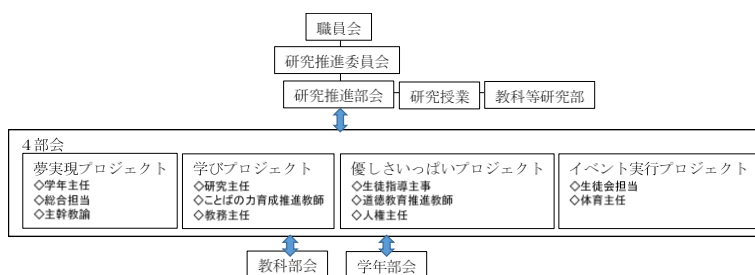 職員会
研究推進委員会
研究推進部会
研究授業
教科等研究部
4部会
夢実現プロジェクト
◇学年主任
◇総合担当
◇主幹教諭
学びプロジェクト
◇研究主任
◇ことばの力育成推進教師
◇教務主任
優しさいっぱいプロジェクト
◇生徒指導主事
◇道徳教育推進教師
◇人権主任
イベント実行プロジェクト
◇生徒会担当
◇体育主任
教科部会
学年部会